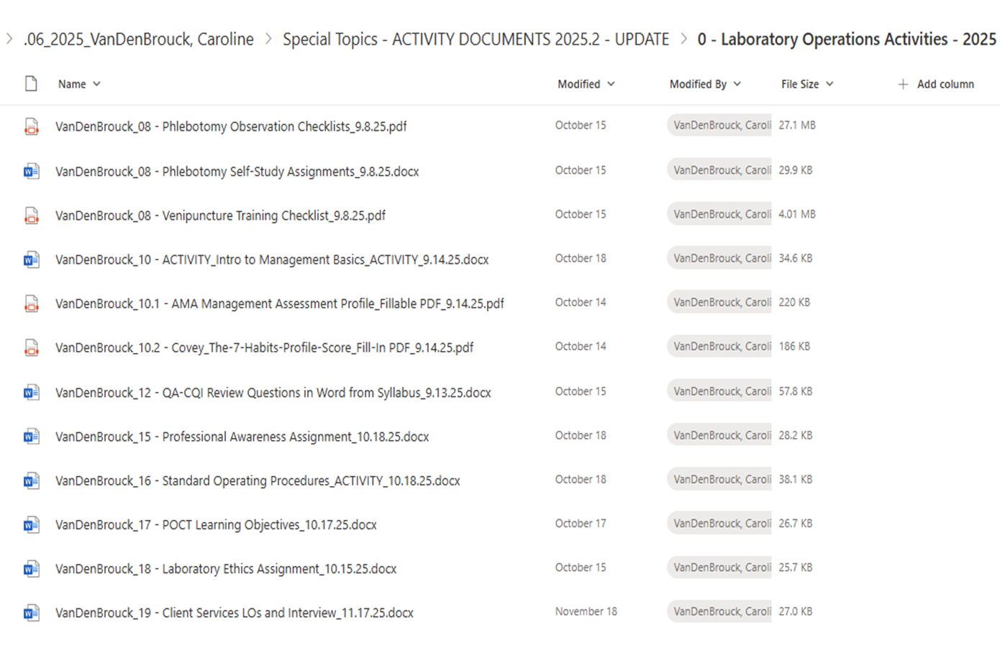 .06_2025_VanDenBrouck, Caroline > Special Topics - ACTIVITY DOCUMENTS 2025.2 - UPDATE > 0 - Laboratory Operations Activities - 2025
Name Modified Modified By File Size + Add column
VanDenBrouck_08 - Phlebotomy Observation Checklists_9.8.25.pdf October 15 VanDenBrouck, Caroli 27.1 MB
VanDenBrouck_08 - Phlebotomy Self-Study Assignments_9.8.25.docx October 15 VanDenBrouck, Caroli 29.9 KB
VanDenBrouck_08 - Venipuncture Training Checklist_9.8.25.pdf October 15 VanDenBrouck, Caroli 4.01 MB
VanDenBrouck_10 - ACTIVITY_Intro to Management Basics_ACTIVITY_9.14.25.docx October 18 VanDenBrouck, Caroli 34.6 KB
VanDenBrouck_10.1 - AMA Management Assessment Profile_Fillable PDF_9.14.25.pdf October 14 VanDenBrouck, Caroli 220 KB
VanDenBrouck_10.2 - Covey_The-7-Habits-Profile-Score_Fill-In PDF_9.14.25.pdf October 14 VanDenBrouck, Caroli 186 KB
VanDenBrouck_12 - QA-CQI Review Questions in Word from Syllabus_9.13.25.docx October 15 VanDenBrouck, Caroli 57.8 KB
VanDenBrouck_15 - Professional Awareness Assignment_10.18.25.docx October 18 VanDenBrouck, Caroli 28.2 KB
VanDenBrouck_16 - Standard Operating Procedures_ACTIVITY_10.18.25.docx October 18 VanDenBrouck, Caroli 38.1 KB
VanDenBrouck_17 - POCT Learning Objectives_10.17.25.docx October 17 VanDenBrouck, Caroli 26.7 KB
VanDenBrouck_18 - Laboratory Ethics Assignment_10.15.25.docx October 15 VanDenBrouck, Caroli 25.7 KB
VanDenBrouck_19 - Client Services LOs and Interview_11.17.25.docx November 18 VanDenBrouck, Caroli 27.0 KB